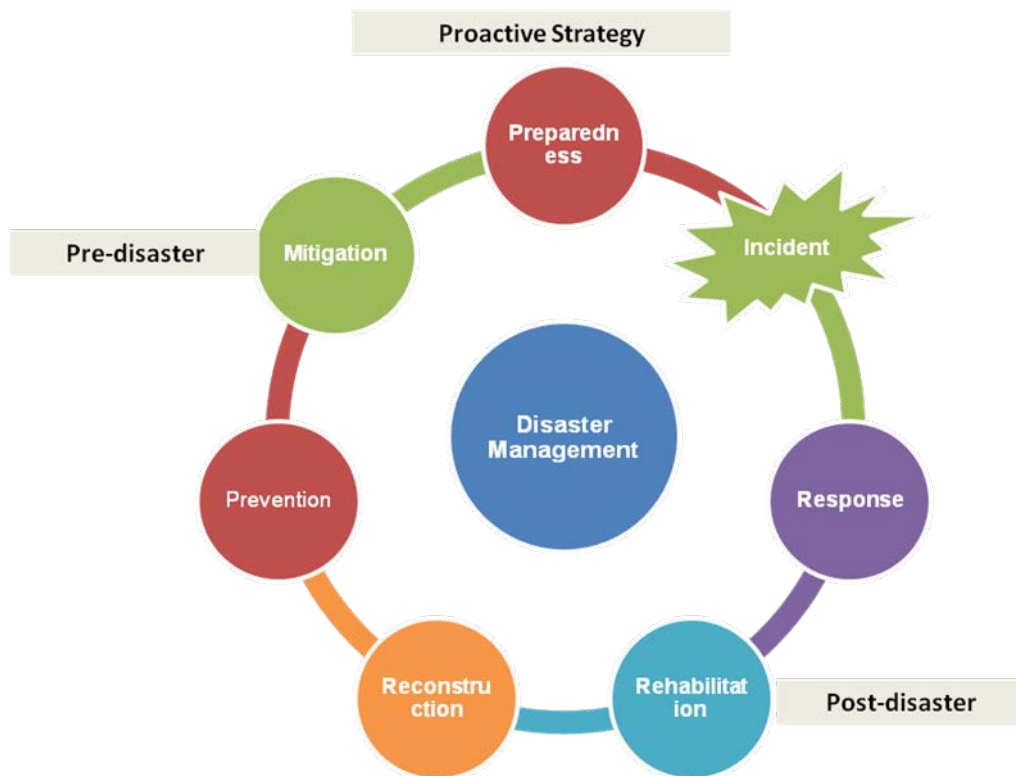 Proactive Strategy
Preparedn
ess
Incident
Pre-disaster
Mitigation
Disaster
Management
Prevention
Response
Reconstru
ction
Rehabilitat
ion
Post-disaster